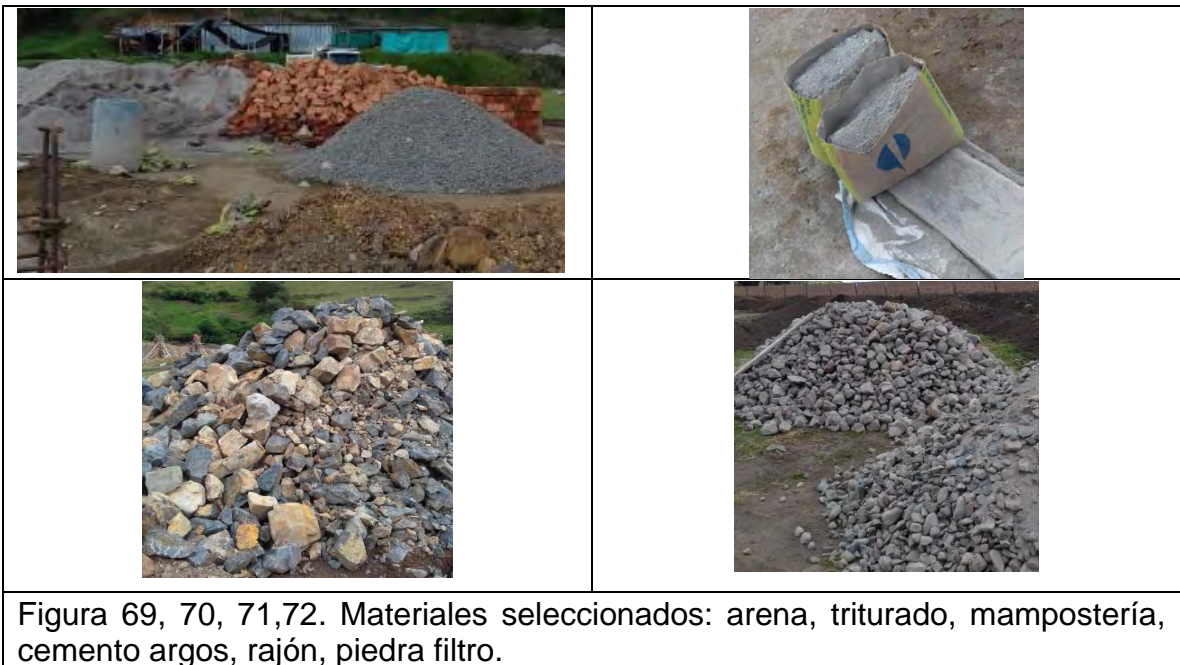 Figura 69, 70, 71,72. Materiales seleccionados: arena, triturado, mampostería,
cemento argos, rajón, piedra filtro.